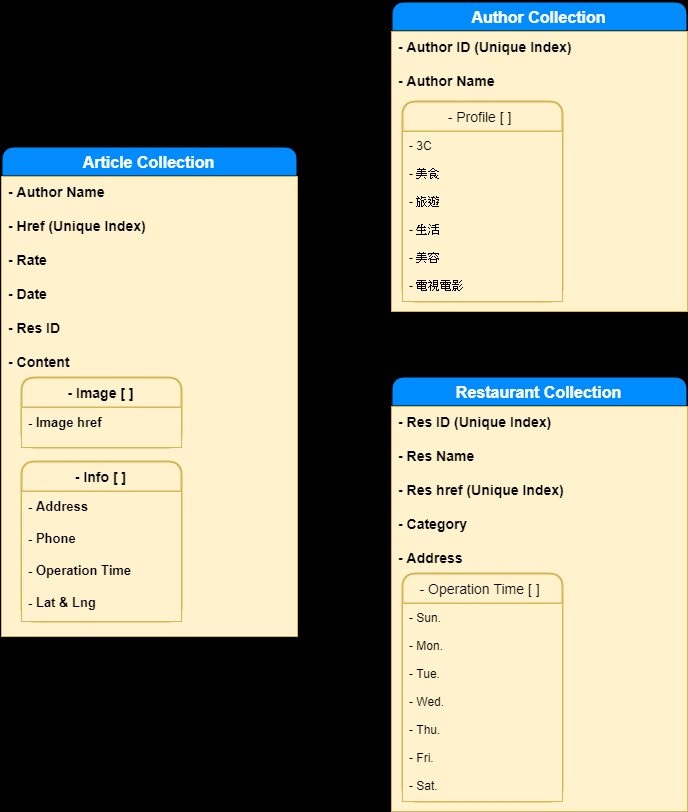 Author Collection
- Author ID (Unique Index)
- Author Name
- Profile [ ]
- 3C
- 美食
- 旅遊
- 生活
- 美容
- 電視電影
Article Collection
- Author Name
- Href (Unique Index)
- Rate
- Date
- Res ID
- Content
- Image [ ]
- Image href
- Info [ ]
- Address
- Phone
- Operation Time
- Lat & Lng
Restaurant Collection
- Res ID (Unique Index)
- Res Name
- Res href (Unique Index)
- Category
- Address
- Operation Time [ ]
- Sun.
- Mon.
- Tue.
- Wed.
- Thu.
- Fri.
- Sat.